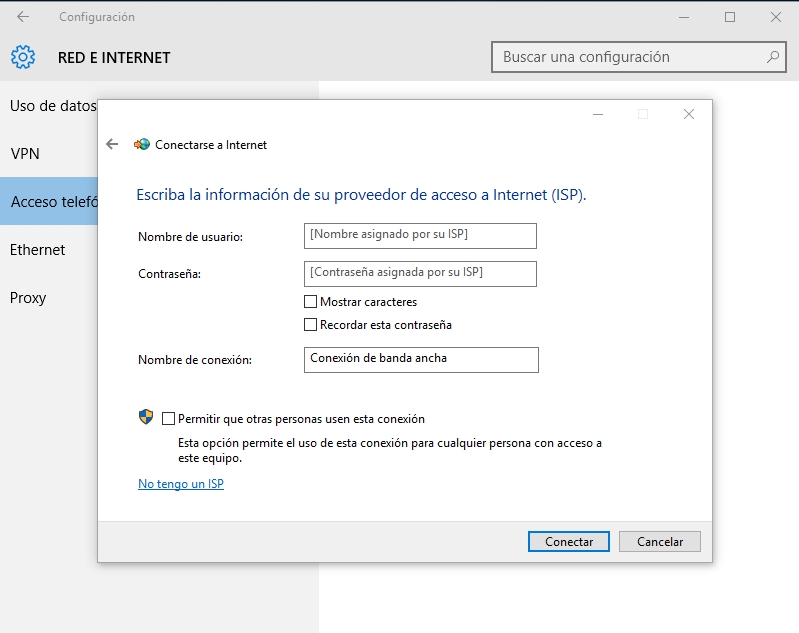 Configuración
RED E INTERNET
Buscar una configuración
Uso de datos
VPN
Acceso telefó
Ethernet
Proxy
Conectarse a Internet
Escriba la información de su proveedor de acceso a Internet (ISP).
Nombre de usuario:
[Nombre asignado por su ISP]
Contraseña:
[Contraseña asignada por su ISP]
Mostrar caracteres
Recordar esta contraseña
Nombre de conexión:
Conexión de banda ancha
Permitir que otras personas usen esta conexión
Esta opción permite el uso de esta conexión para cualquier persona con acceso a
este equipo.
No tengo un ISP
Conectar
Cancelar